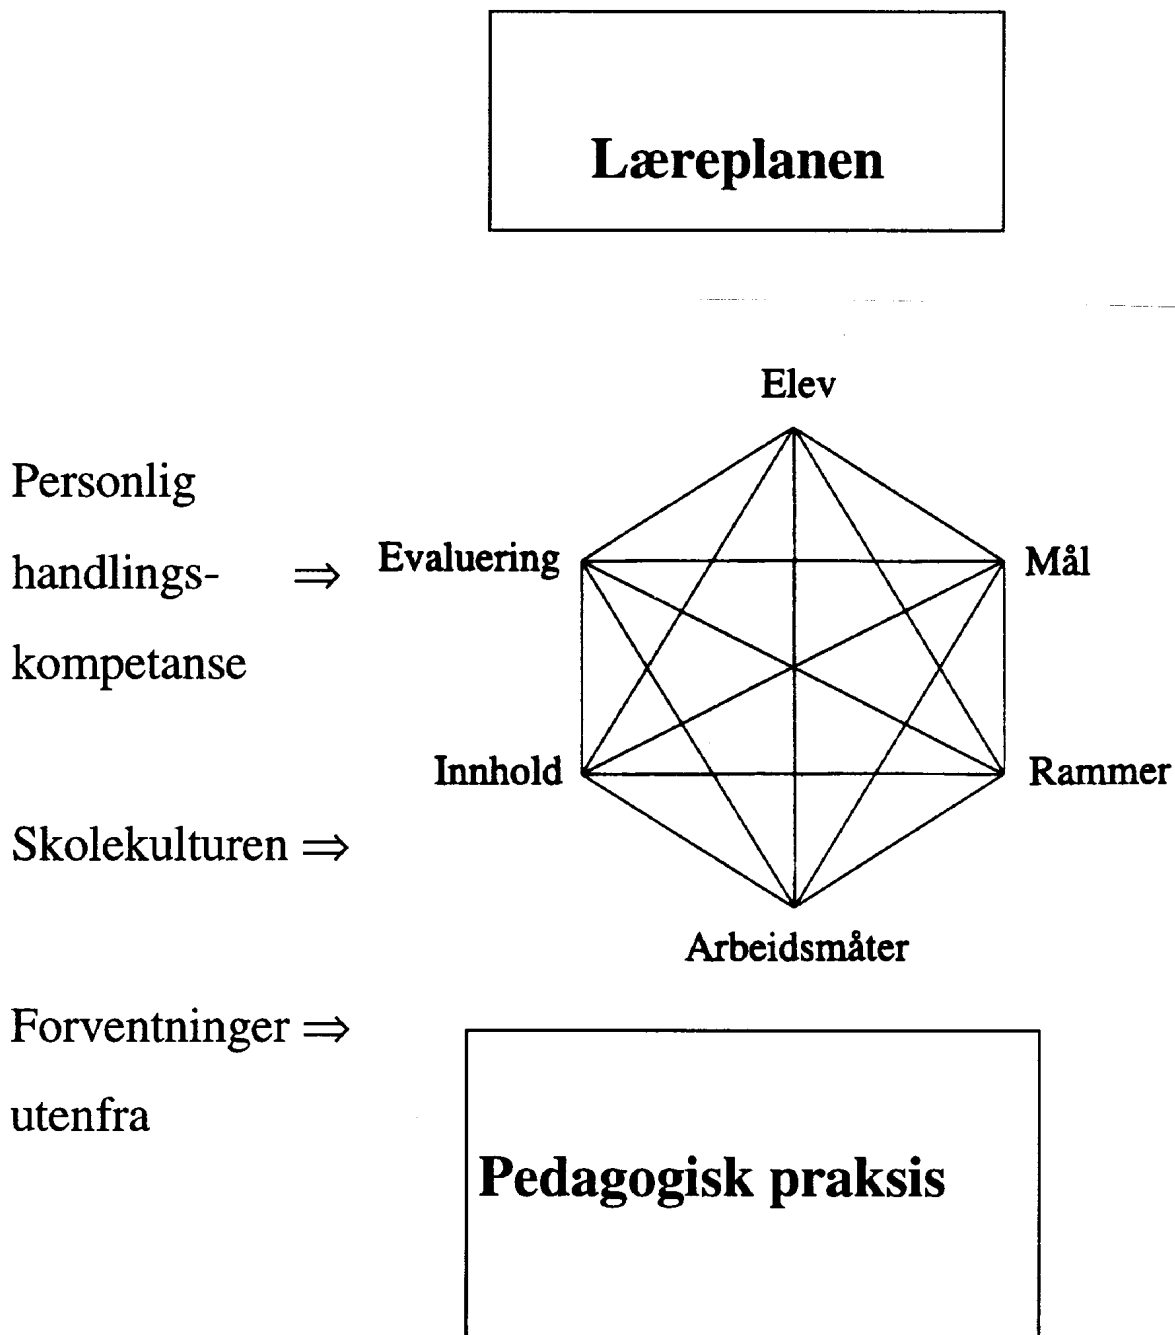 Læreplanen
Elev
Personlig
handlings- ⇒
kompetanse
Evaluering
Mål
Innhold
Rammer
Skolekulturen ⇒
Arbeidsmåter
Forventninger ⇒
utenfra
Pedagogisk praksis